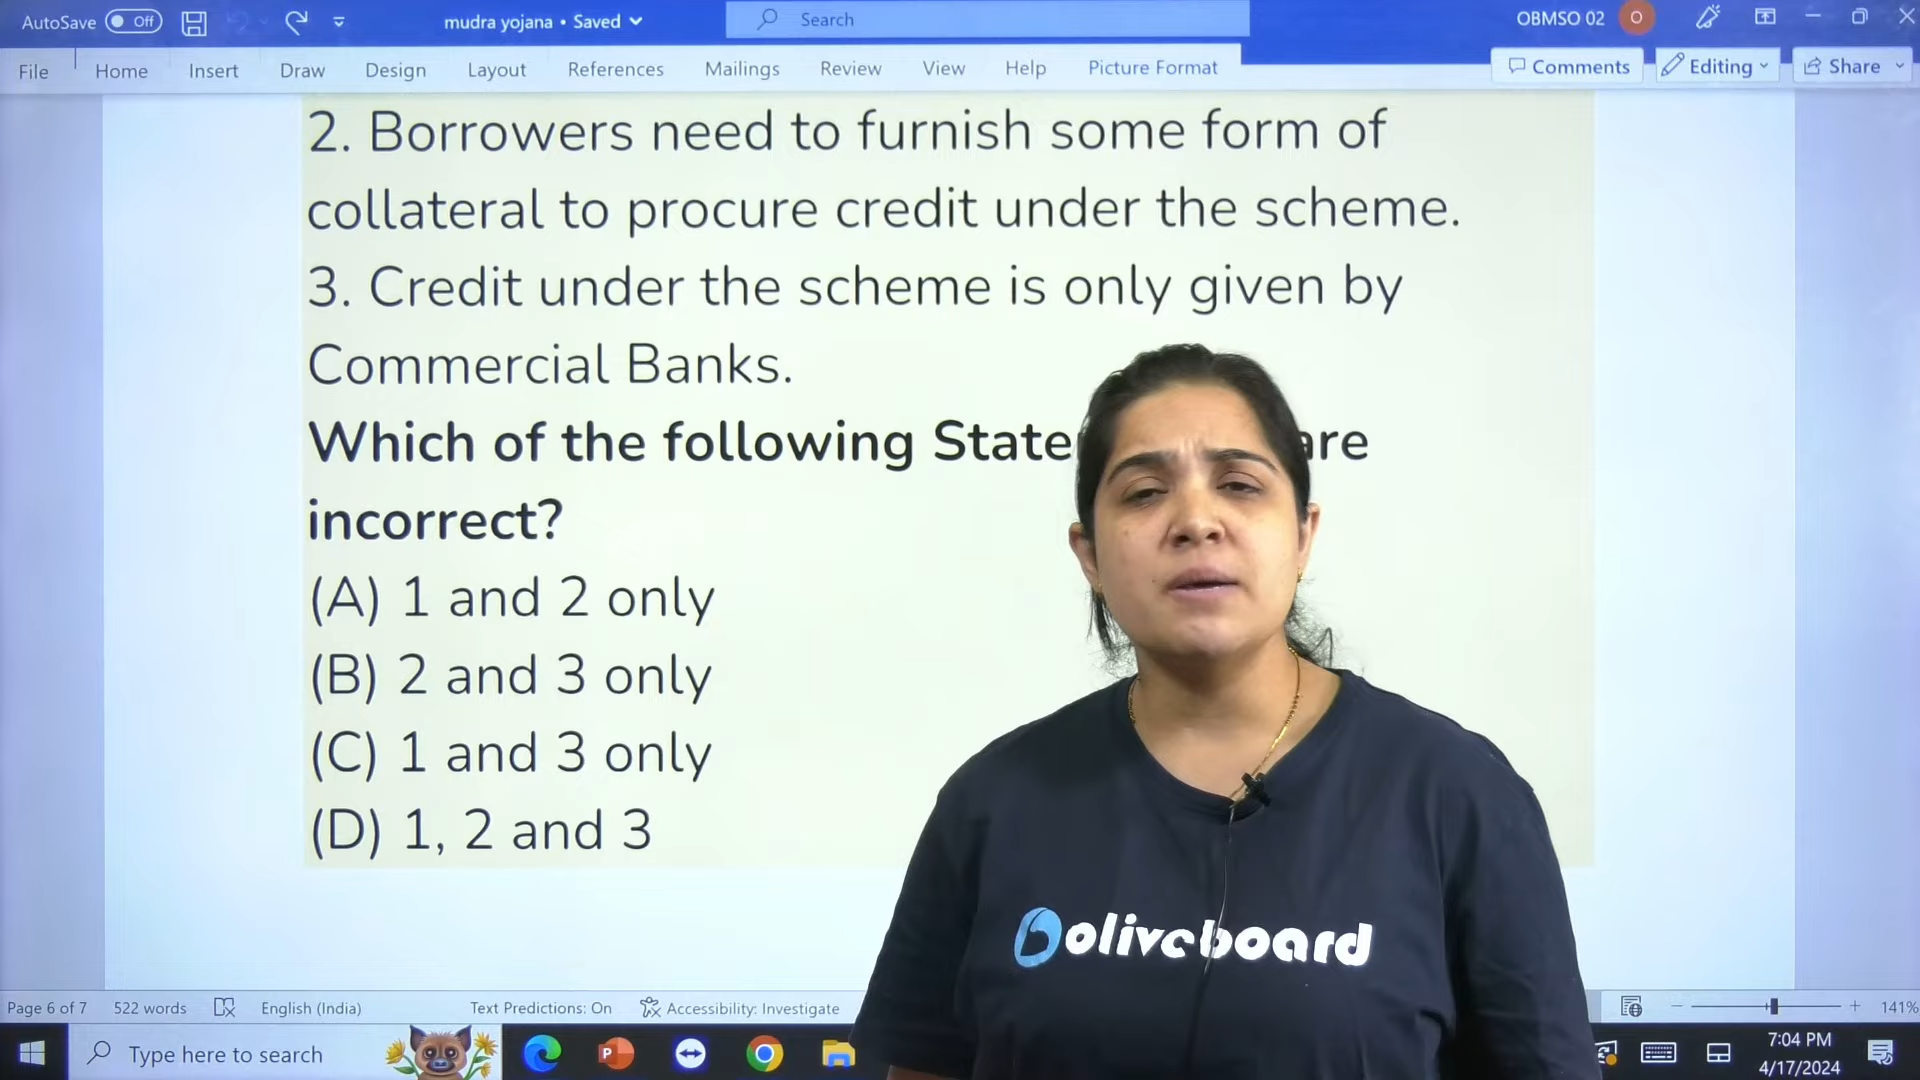 AutoSave Off mudra yojana • Saved Search OBMSO 02 O
File Home Insert Draw Design Layout References Mailings Review View Help Picture Format Comments Editing Share
2. Borrowers need to furnish some form of
collateral to procure credit under the scheme.
3. Credit under the scheme is only given by
Commercial Banks.
Which of the following State are
incorrect?
(A) 1 and 2 only
(B) 2 and 3 only
(C) 1 and 3 only
(D) 1, 2 and 3
oliveboard
Page 6 of 7 522 words English (India) Text Predictions: On Accessibility: Investigate 141%
Type here to search P 7:04 PM
4/17/2024